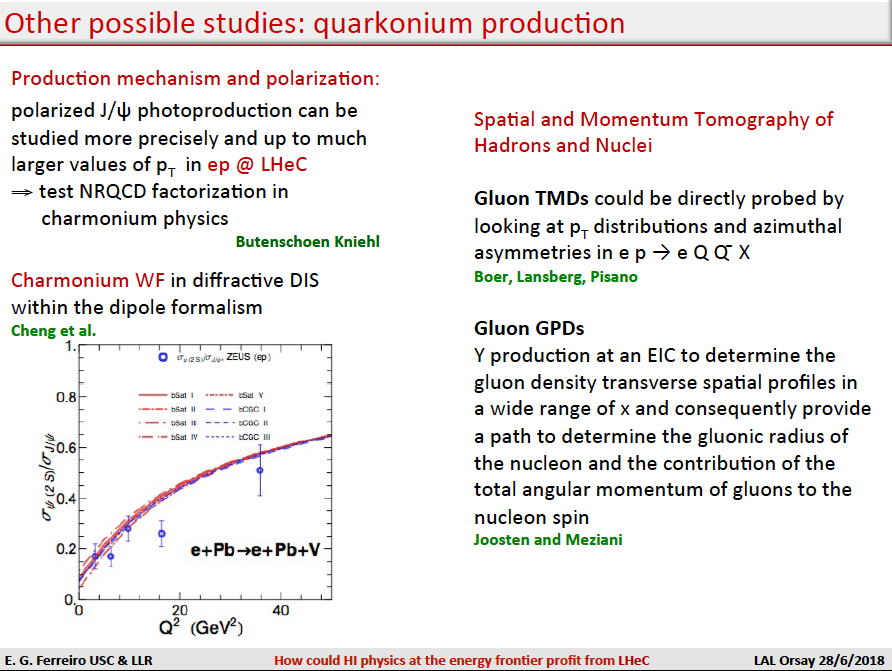 Other possible studies: quarkonium production
Production mechanism and polarization:
polarized J/ψ photoproduction can be
studied more precisely and up to much
larger values of pT in ep @ LHeC
⇒ test NRQCD factorization in
charmonium physics
Butenschoen Kniehl
Charmonium WF in diffractive DIS
within the dipole formalism
Cheng et al.
1.
0.8
0.6
0.4
0.2
0.
σψ(2S)/σJ/ψ
σψ(2S)/σJ/ψ, ZEUS (ep)
bSat I
bSat II
bSat III
bSat IV
bSat V
bCGC I
bCGC II
bCGC III
e+Pb→e+Pb+V
0
20
40
Q² (GeV²)
Spatial and Momentum Tomography of
Hadrons and Nuclei
Gluon TMDs could be directly probed by
looking at pT distributions and azimuthal
asymmetries in e p → e Q Q̄ X
Boer, Lansberg, Pisano
Gluon GPDs
Υ production at an EIC to determine the
gluon density transverse spatial profiles in
a wide range of x and consequently provide
a path to determine the gluonic radius of
the nucleon and the contribution of the
total angular momentum of gluons to the
nucleon spin
Joosten and Meziani
E. G. Ferreiro USC & LLR
How could HI physics at the energy frontier profit from LHeC
LAL Orsay 28/6/2018